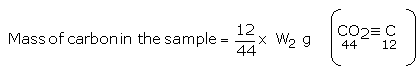 Mass of carbon in the sample = 12/44 x W₂ g (CO₂ ≡ C
44 12)